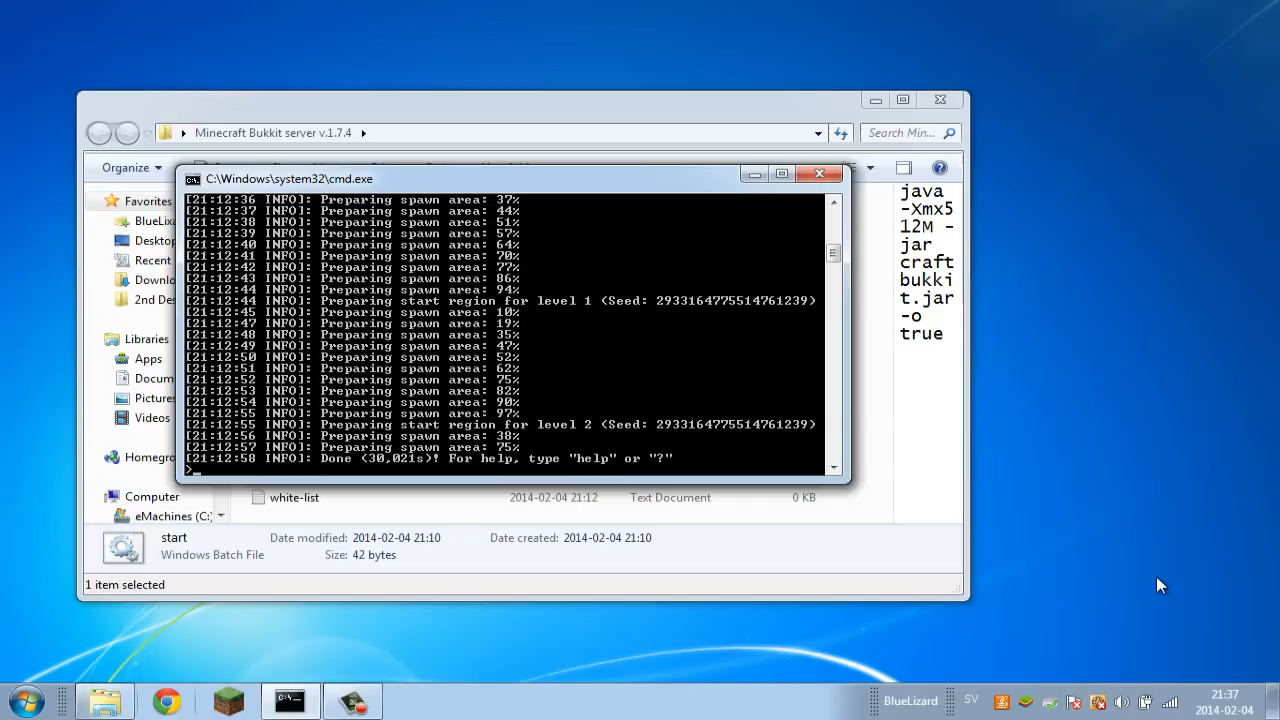 Minecraft Bukkit server v.1.7.4
Search Min...
Organize
C:\Windows\system32\cmd.exe
[21:12:36 INFO]: Preparing spawn area: 37%
[21:12:37 INFO]: Preparing spawn area: 44%
[21:12:38 INFO]: Preparing spawn area: 51%
[21:12:39 INFO]: Preparing spawn area: 57%
[21:12:40 INFO]: Preparing spawn area: 64%
[21:12:41 INFO]: Preparing spawn area: 70%
[21:12:42 INFO]: Preparing spawn area: 77%
[21:12:43 INFO]: Preparing spawn area: 86%
[21:12:44 INFO]: Preparing spawn area: 94%
[21:12:44 INFO]: Preparing start region for level 1 (Seed: 2933164775514761239)
[21:12:45 INFO]: Preparing spawn area: 10%
[21:12:47 INFO]: Preparing spawn area: 19%
[21:12:48 INFO]: Preparing spawn area: 35%
[21:12:49 INFO]: Preparing spawn area: 47%
[21:12:50 INFO]: Preparing spawn area: 52%
[21:12:51 INFO]: Preparing spawn area: 62%
[21:12:52 INFO]: Preparing spawn area: 75%
[21:12:53 INFO]: Preparing spawn area: 82%
[21:12:54 INFO]: Preparing spawn area: 90%
[21:12:55 INFO]: Preparing spawn area: 97%
[21:12:55 INFO]: Preparing start region for level 2 (Seed: 2933164775514761239)
[21:12:56 INFO]: Preparing spawn area: 38%
[21:12:57 INFO]: Preparing spawn area: 75%
[21:12:58 INFO]: Done (30,021s)! For help, type "help" or "?"
>_
Favorites
BlueLiza
Desktop
Recent
Downlo
2nd Des
Libraries
Apps
Docum
Pictures
Videos
Homegro
Computer
eMachines (C:)
java
-Xmx5
12M -
jar
craft
bukki
t.jar
-o
true
white-list 2014-02-04 21:12 Text Document 0 KB
start Date modified: 2014-02-04 21:10 Date created: 2014-02-04 21:10
Windows Batch File Size: 42 bytes
1 item selected
BlueLizard
SV
21:37
2014-02-04